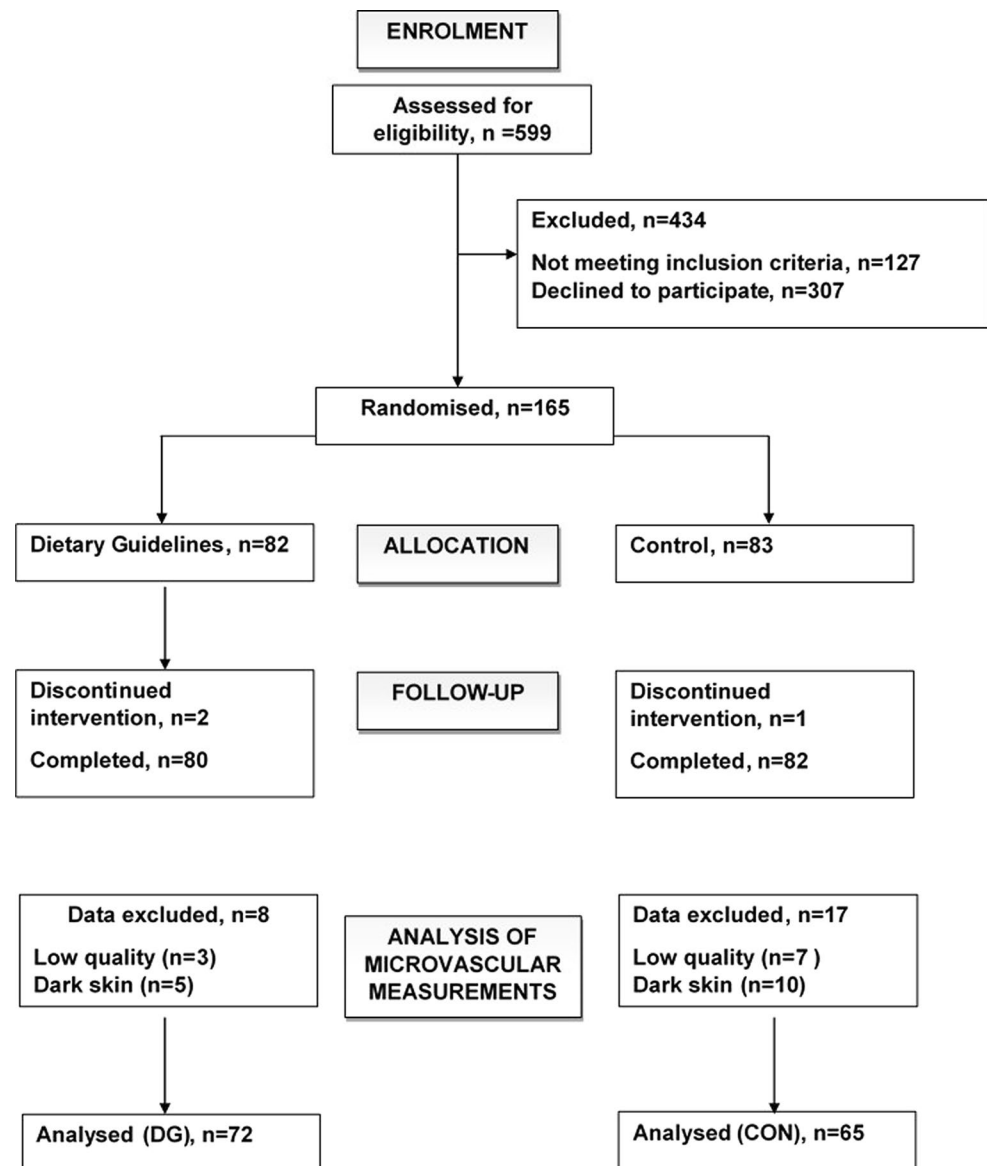 ENROLMENT
Assessed for
eligibility, n =599
Excluded, n=434
Not meeting inclusion criteria, n=127
Declined to participate, n=307
Randomised, n=165
Dietary Guidelines, n=82
ALLOCATION
Control, n=83
Discontinued
intervention, n=2
Completed, n=80
FOLLOW-UP
Discontinued
intervention, n=1
Completed, n=82
Data excluded, n=8
Low quality (n=3)
Dark skin (n=5)
ANALYSIS OF
MICROVASCULAR
MEASUREMENTS
Data excluded, n=17
Low quality (n=7 )
Dark skin (n=10)
Analysed (DG), n=72
Analysed (CON), n=65